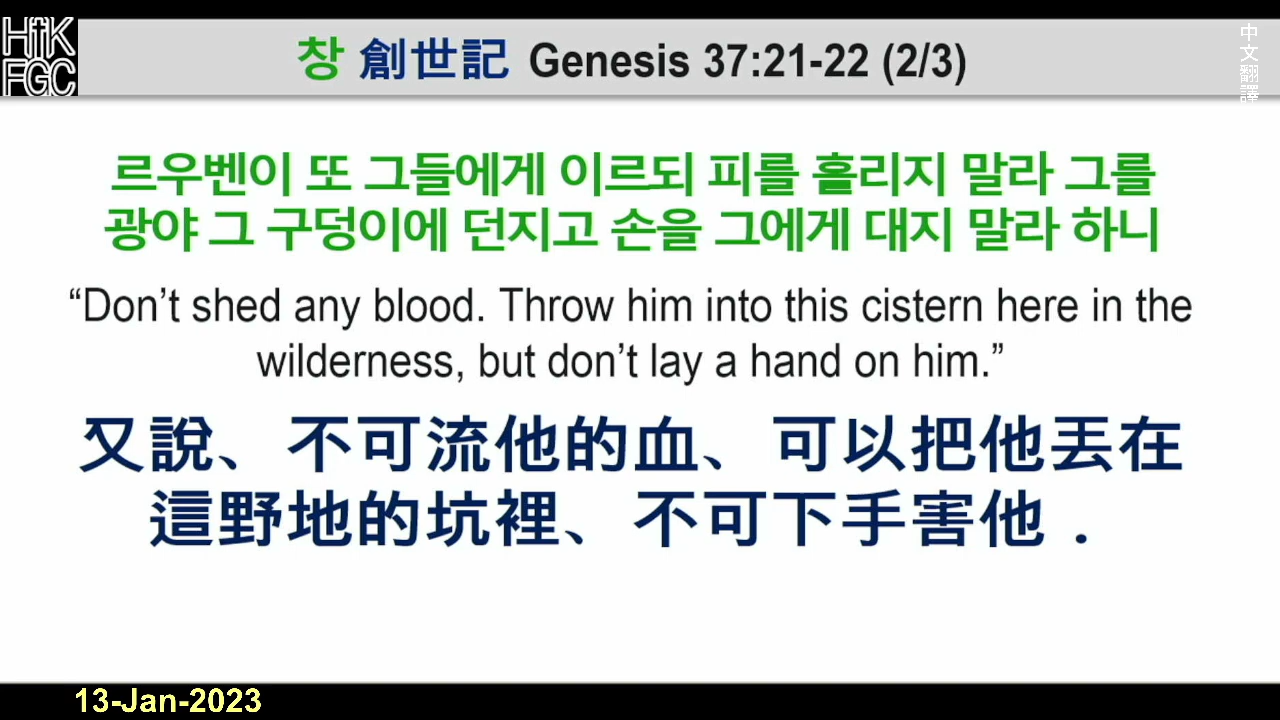 HKFGC
창 創世記 Genesis 37:21-22 (2/3)
中文翻譯
르우벤이 또 그들에게 이르되 피를 흘리지 말라 그를
광야 그 구덩이에 던지고 손을 그에게 대지 말라 하니
“Don’t shed any blood. Throw him into this cistern here in the
wilderness, but don’t lay a hand on him.”
又說、不可流他的血、可以把他丟在
這野地的坑裡、不可下手害他．
13-Jan-2023